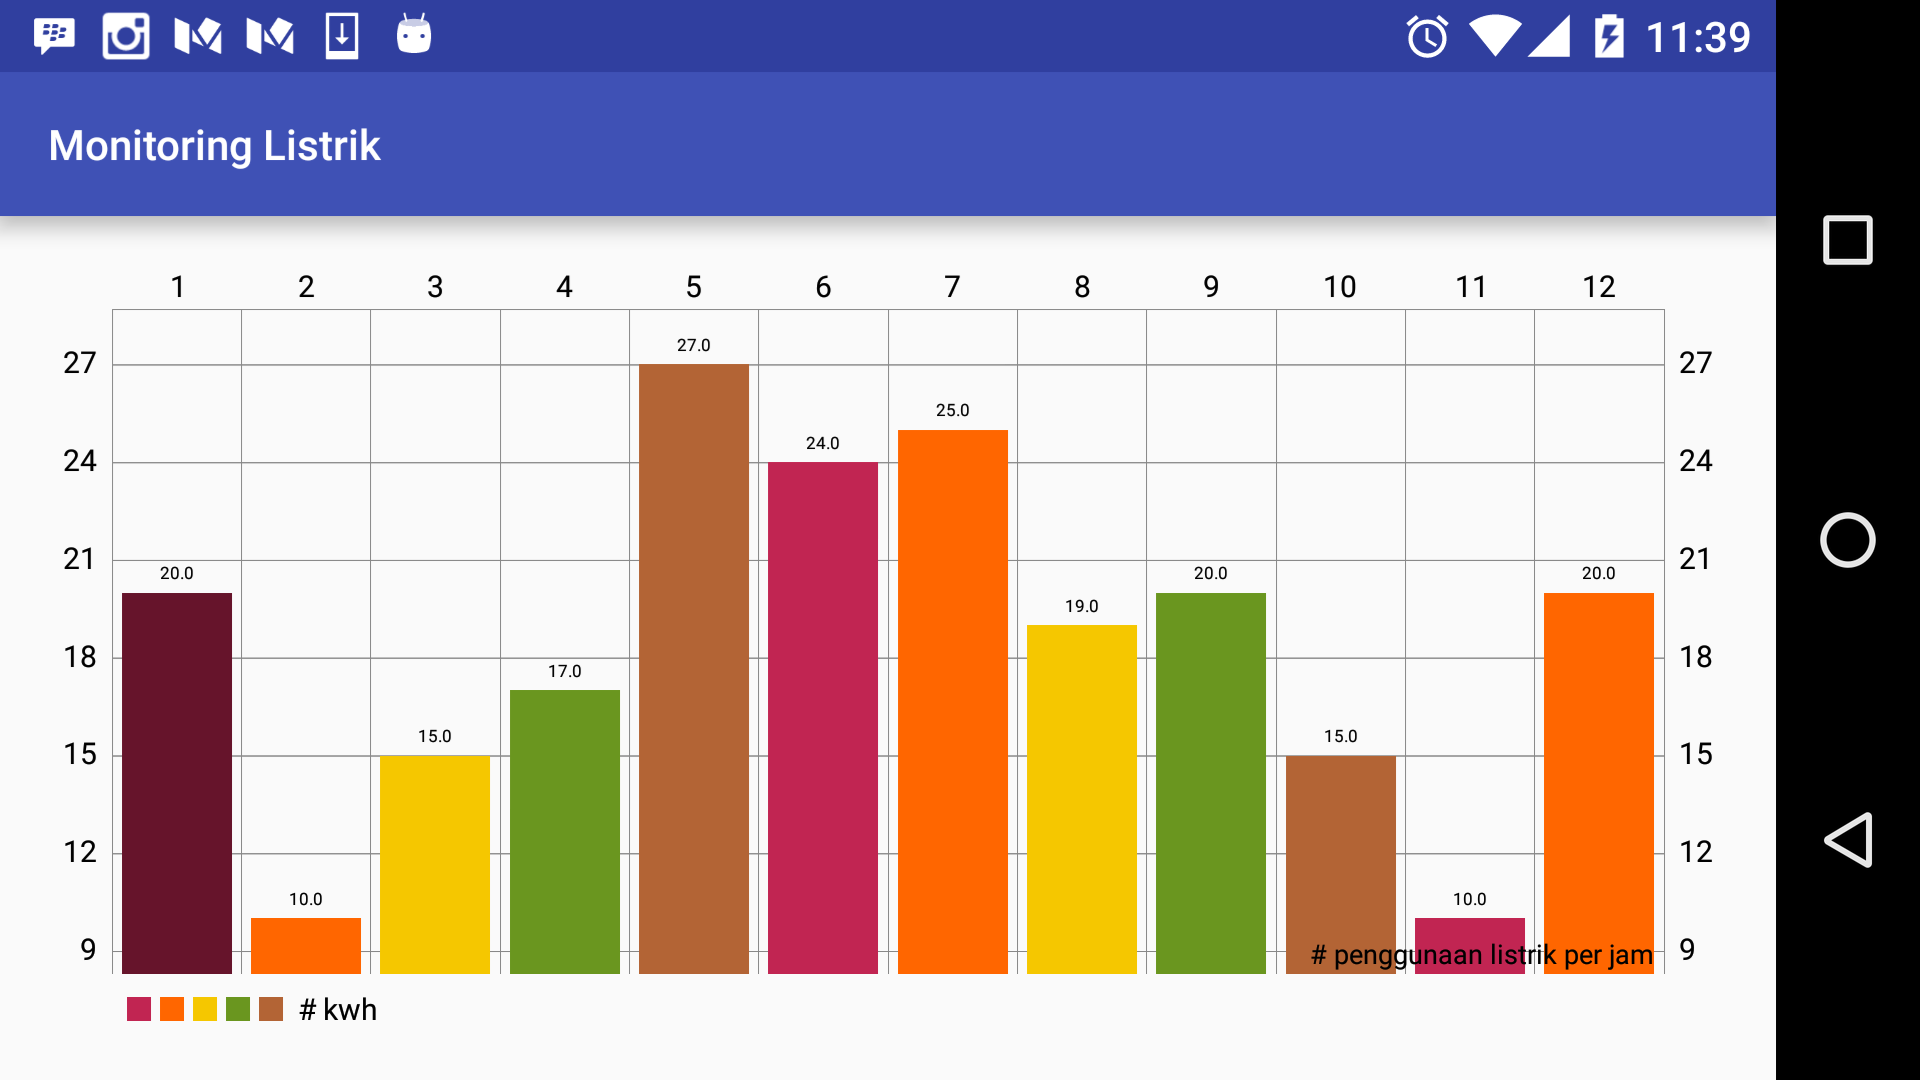 11:39
Monitoring Listrik
1 2 3 4 5 6 7 8 9 10 11 12
27.0
27 27
25.0
24.0
24 24
21 21
20.0 20.0 20.0
19.0
18 18
17.0
15.0 15.0
15 15
12 12
10.0 10.0
9 # penggunaan listrik per jam 9
# kwh